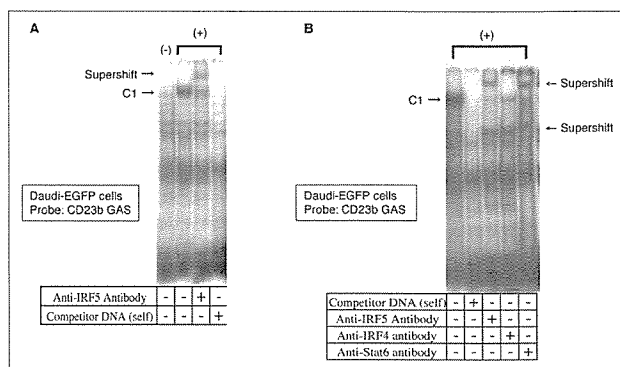 A
(+)
(-)
Supershift →
C1 →
Daudi-EGFP cells
Probe: CD23b GAS
Anti-IRF5 Antibody - - + -
Competitor DNA (self) - - - +
B
(+)
C1 →
← Supershift
← Supershift
Daudi-EGFP cells
Probe: CD23b GAS
Competitor DNA (self) - + - - -
Anti-IRF5 Antibody - - + - -
Anti-IRF4 antibody - - - + -
Anti-Stat6 antibody - - - - +